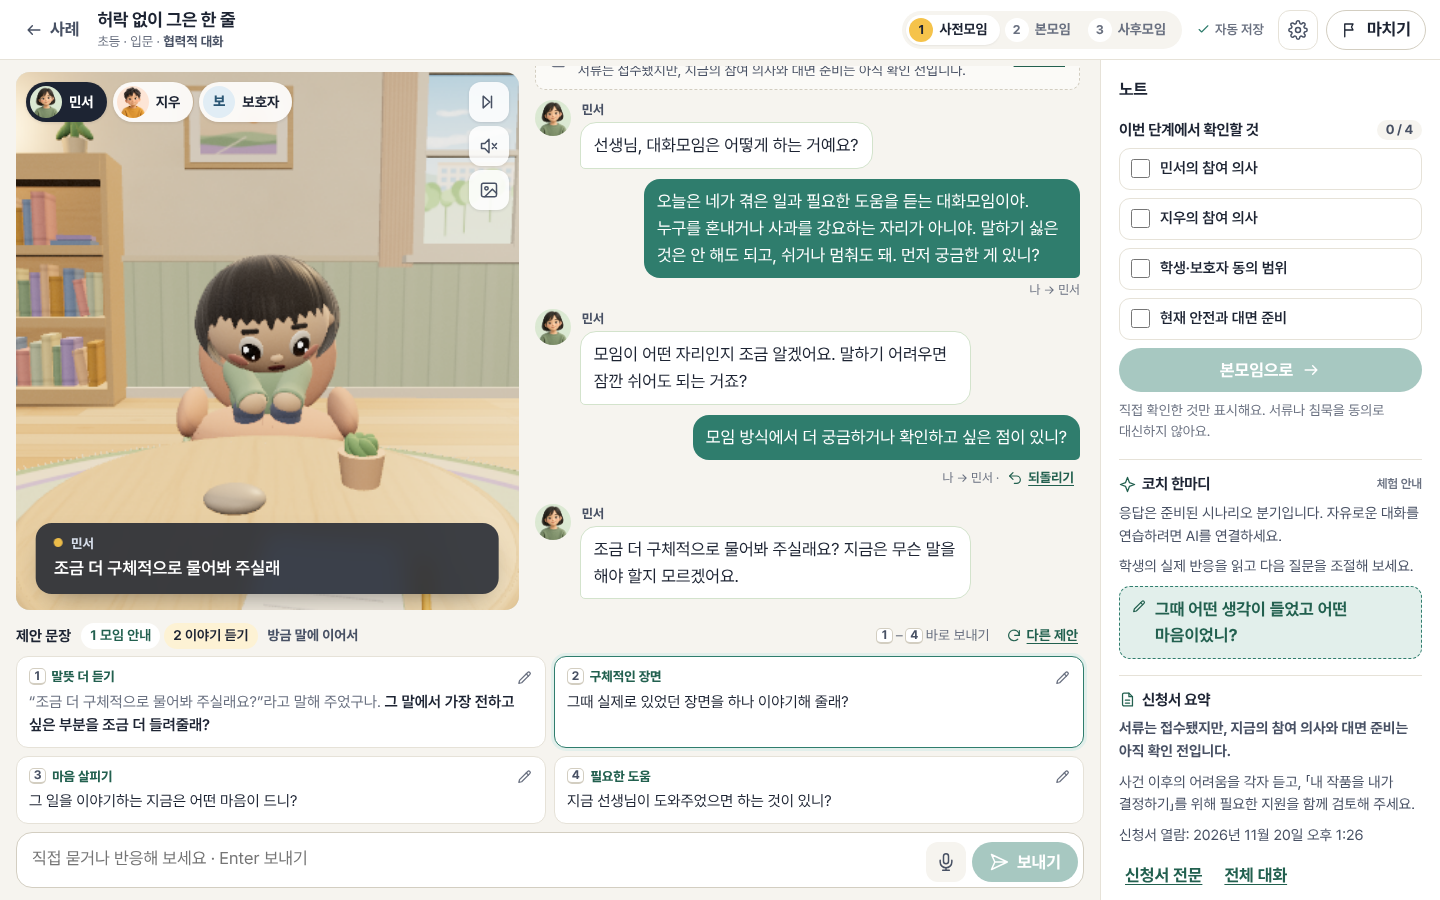 사례
허락 없이 그은 한 줄
초등 · 입문 · 협력적 대화
1 사전모임
2 본모임
3 사후모임
자동 저장
마치기
민서
지우
보 보호자
민서
조금 더 구체적으로 물어봐 주실래
서류는 접수됐지만, 지금의 참여 의사와 대면 준비는 아직 확인 전입니다.
민서
선생님, 대화모임은 어떻게 하는 거예요?
오늘은 네가 겪은 일과 필요한 도움을 듣는 대화모임이야.
누구를 혼내거나 사과를 강요하는 자리가 아니야. 말하기 싫은
것은 안 해도 되고, 쉬거나 멈춰도 돼. 먼저 궁금한 게 있니?
나 → 민서
민서
모임이 어떤 자리인지 조금 알겠어요. 말하기 어려우면
잠깐 쉬어도 되는 거죠?
모임 방식에서 더 궁금하거나 확인하고 싶은 점이 있니?
나 → 민서 · 되돌리기
민서
조금 더 구체적으로 물어봐 주실래요? 지금은 무슨 말을
해야 할지 모르겠어요.
제안 문장
1 모임 안내
2 이야기 듣기
방금 말에 이어서
1 – 4 바로 보내기
다른 제안
1 말뜻 더 듣기
“조금 더 구체적으로 물어봐 주실래요?”라고 말해 주었구나. 그 말에서 가장 전하고
싶은 부분을 조금 더 들려줄래?
2 구체적인 장면
그때 실제로 있었던 장면을 하나 이야기해 줄래?
3 마음 살피기
그 일을 이야기하는 지금은 어떤 마음이 드니?
4 필요한 도움
지금 선생님이 도와주었으면 하는 것이 있니?
직접 묻거나 반응해 보세요 · Enter 보내기
보내기
노트
이번 단계에서 확인할 것
0 / 4
민서의 참여 의사
지우의 참여 의사
학생·보호자 동의 범위
현재 안전과 대면 준비
본모임으로 →
직접 확인한 것만 표시해요. 서류나 침묵을 동의로
대신하지 않아요.
코치 한마디
체험 안내
응답은 준비된 시나리오 분기입니다. 자유로운 대화를
연습하려면 AI를 연결하세요.
학생의 실제 반응을 읽고 다음 질문을 조절해 보세요.
그때 어떤 생각이 들었고 어떤
마음이었니?
신청서 요약
서류는 접수됐지만, 지금의 참여 의사와 대면 준비는
아직 확인 전입니다.
사건 이후의 어려움을 각자 듣고, 「내 작품을 내가
결정하기」를 위해 필요한 지원을 함께 검토해 주세요.
신청서 열람: 2026년 11월 20일 오후 1:26
신청서 전문
전체 대화